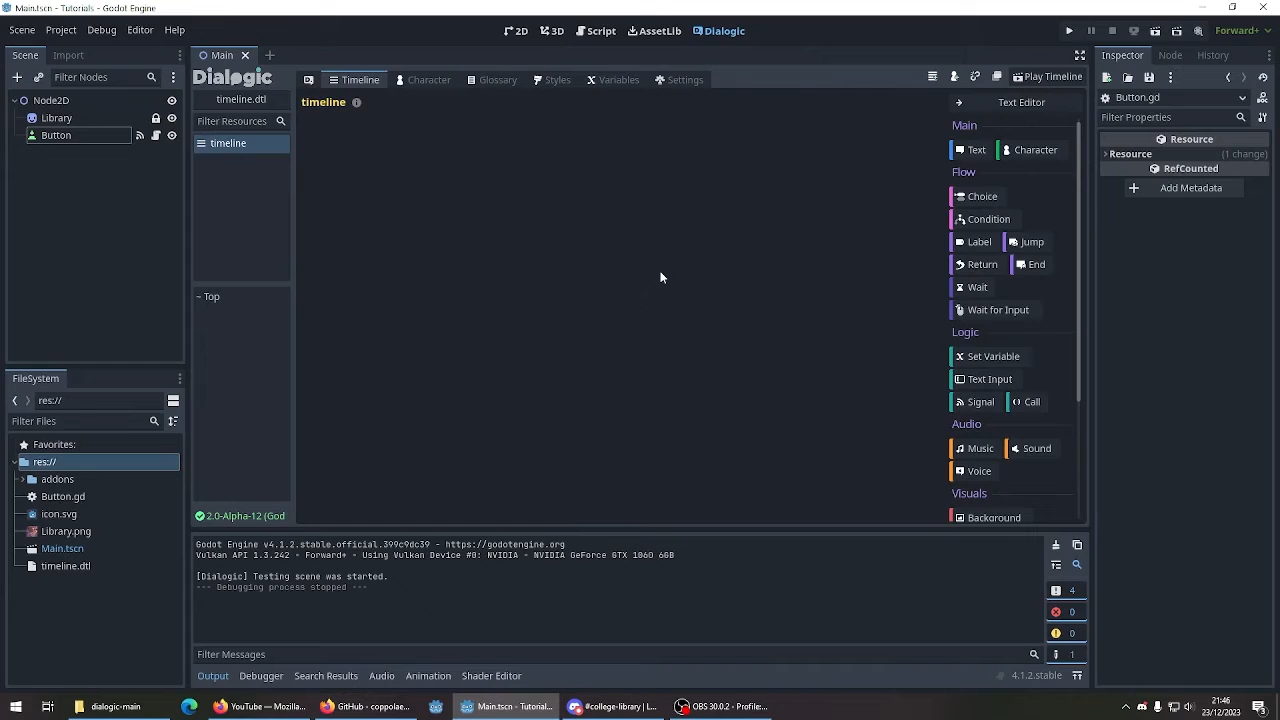 Main.tscn - Tutorials - Godot Engine
Scene Project Debug Editor Help
2D 3D Script AssetLib Dialogic
Forward+
Scene Import
Filter Nodes
Node2D
Library
Button
FileSystem
res://
Filter Files
Favorites:
res://
addons
Button.gd
icon.svg
Library.png
Main.tscn
timeline.dtl
Main
Dialogic
Timeline Character Glossary Styles Variables Settings
Play Timeline
timeline.dtl
Filter Resources
timeline
~ Top
2.0-Alpha-12 (God
timeline
Text Editor
Main
Text Character
Flow
Choice
Condition
Label Jump
Return End
Wait
Wait for Input
Logic
Set Variable
Text Input
Signal Call
Audio
Music Sound
Voice
Visuals
Background
Godot Engine v4.1.2.stable.official.399c9dc39 - https://godotengine.org
Vulkan API 1.3.242 - Forward+ - Using Vulkan Device #0: NVIDIA - NVIDIA GeForce GTX 1060 6GB
[Dialogic] Testing scene was started.
--- Debugging process stopped ---
4
0
0
1
Filter Messages
Output Debugger Search Results Audio Animation Shader Editor
4.1.2.stable
Inspector Node History
Button.gd
Filter Properties
Resource
Resource (1 change)
RefCounted
Add Metadata
dialogic-main
YouTube — Mozilla...
GitHub - coppolae...
Main.tscn - Tutorial...
#college-library | L...
OBS 30.0.2 - Profile...
21:46
23/12/2023